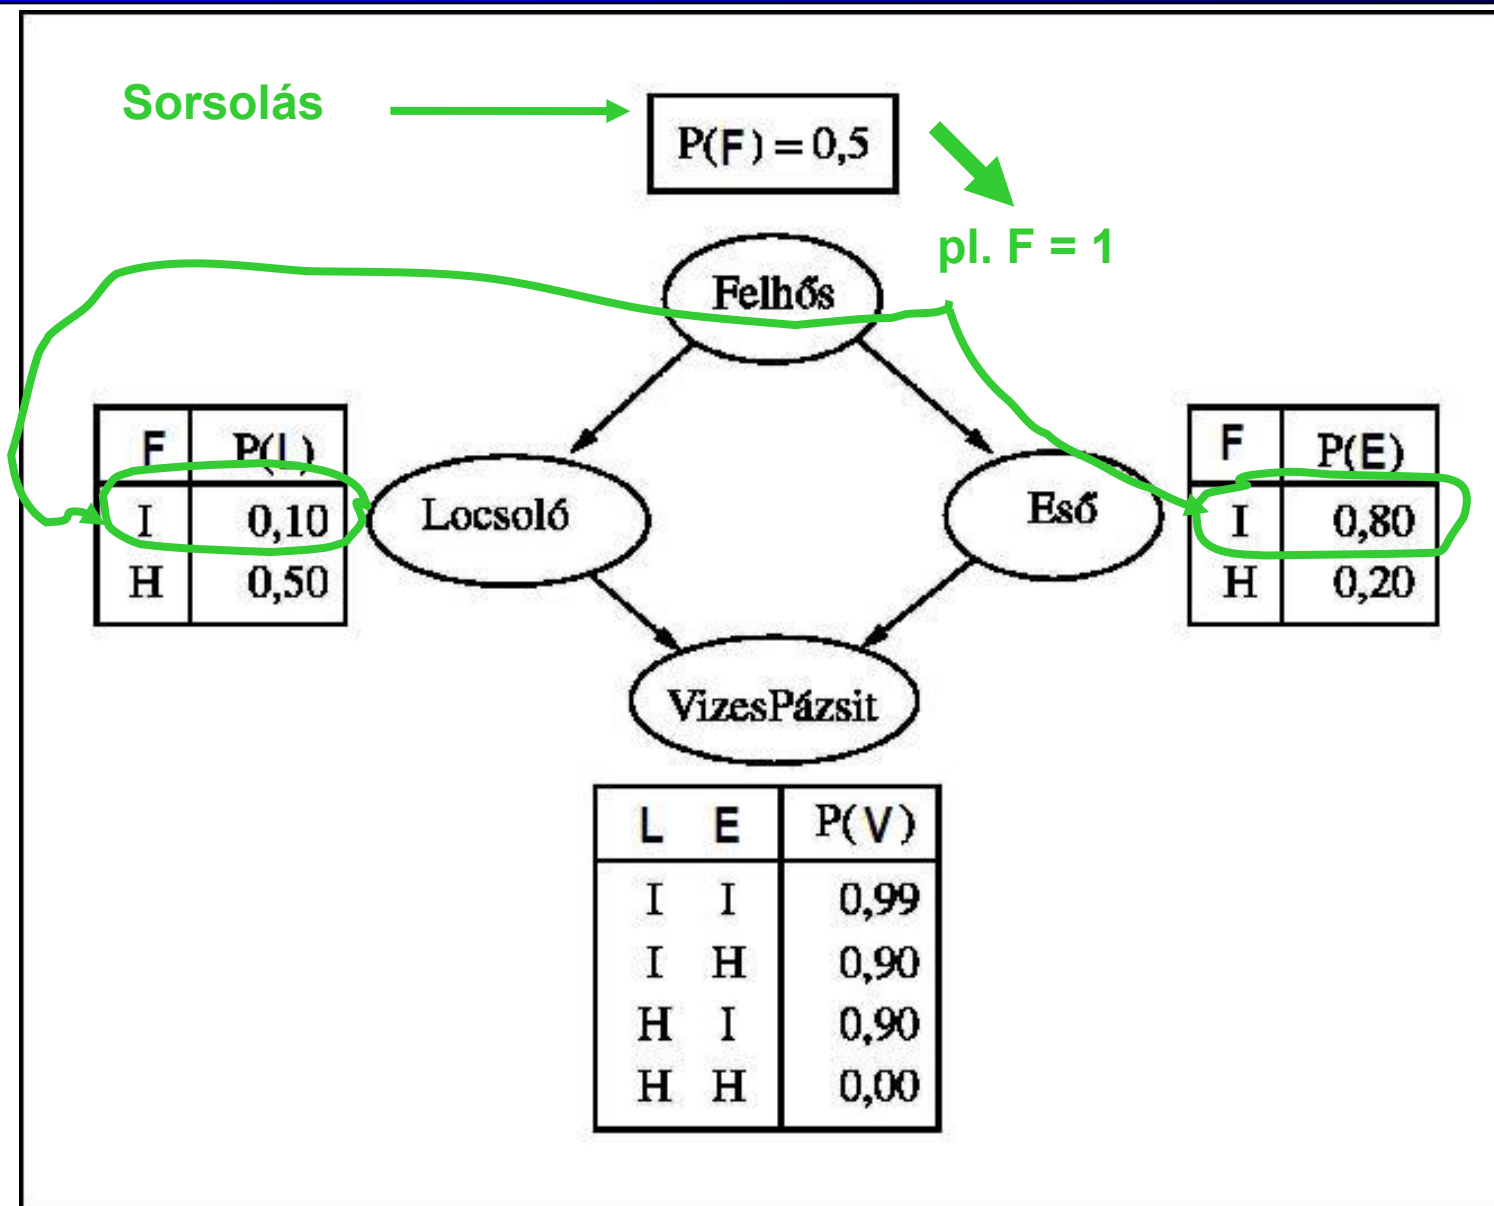 Sorsolás
P(F) = 0,5
pl. F = 1
Felhős
F P(L)
I 0,10
H 0,50
Locsoló
Eső
F P(E)
I 0,80
H 0,20
VizesPázsit
L E P(V)
I I 0,99
I H 0,90
H I 0,90
H H 0,00